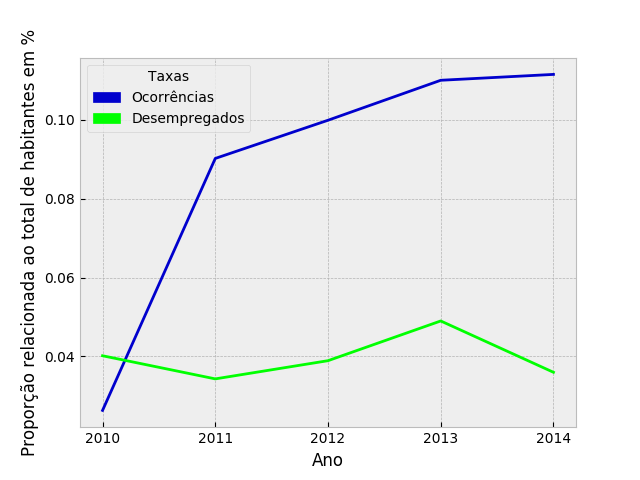 Proporção relacionada ao total de habitantes em %
Taxas
Ocorrências
Desempregados
0.10
0.08
0.06
0.04
2010 2011 2012 2013 2014
Ano